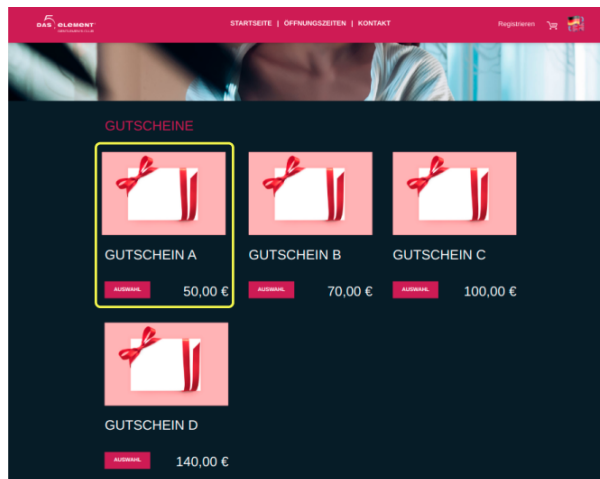 DAS element
STARTSEITE | ÖFFNUNGSZEITEN | KONTAKT
Registrieren
GUTSCHEINE
GUTSCHEIN A
AUSWAHL 50,00 €
GUTSCHEIN B
AUSWAHL 70,00 €
GUTSCHEIN C
AUSWAHL 100,00 €
GUTSCHEIN D
AUSWAHL 140,00 €